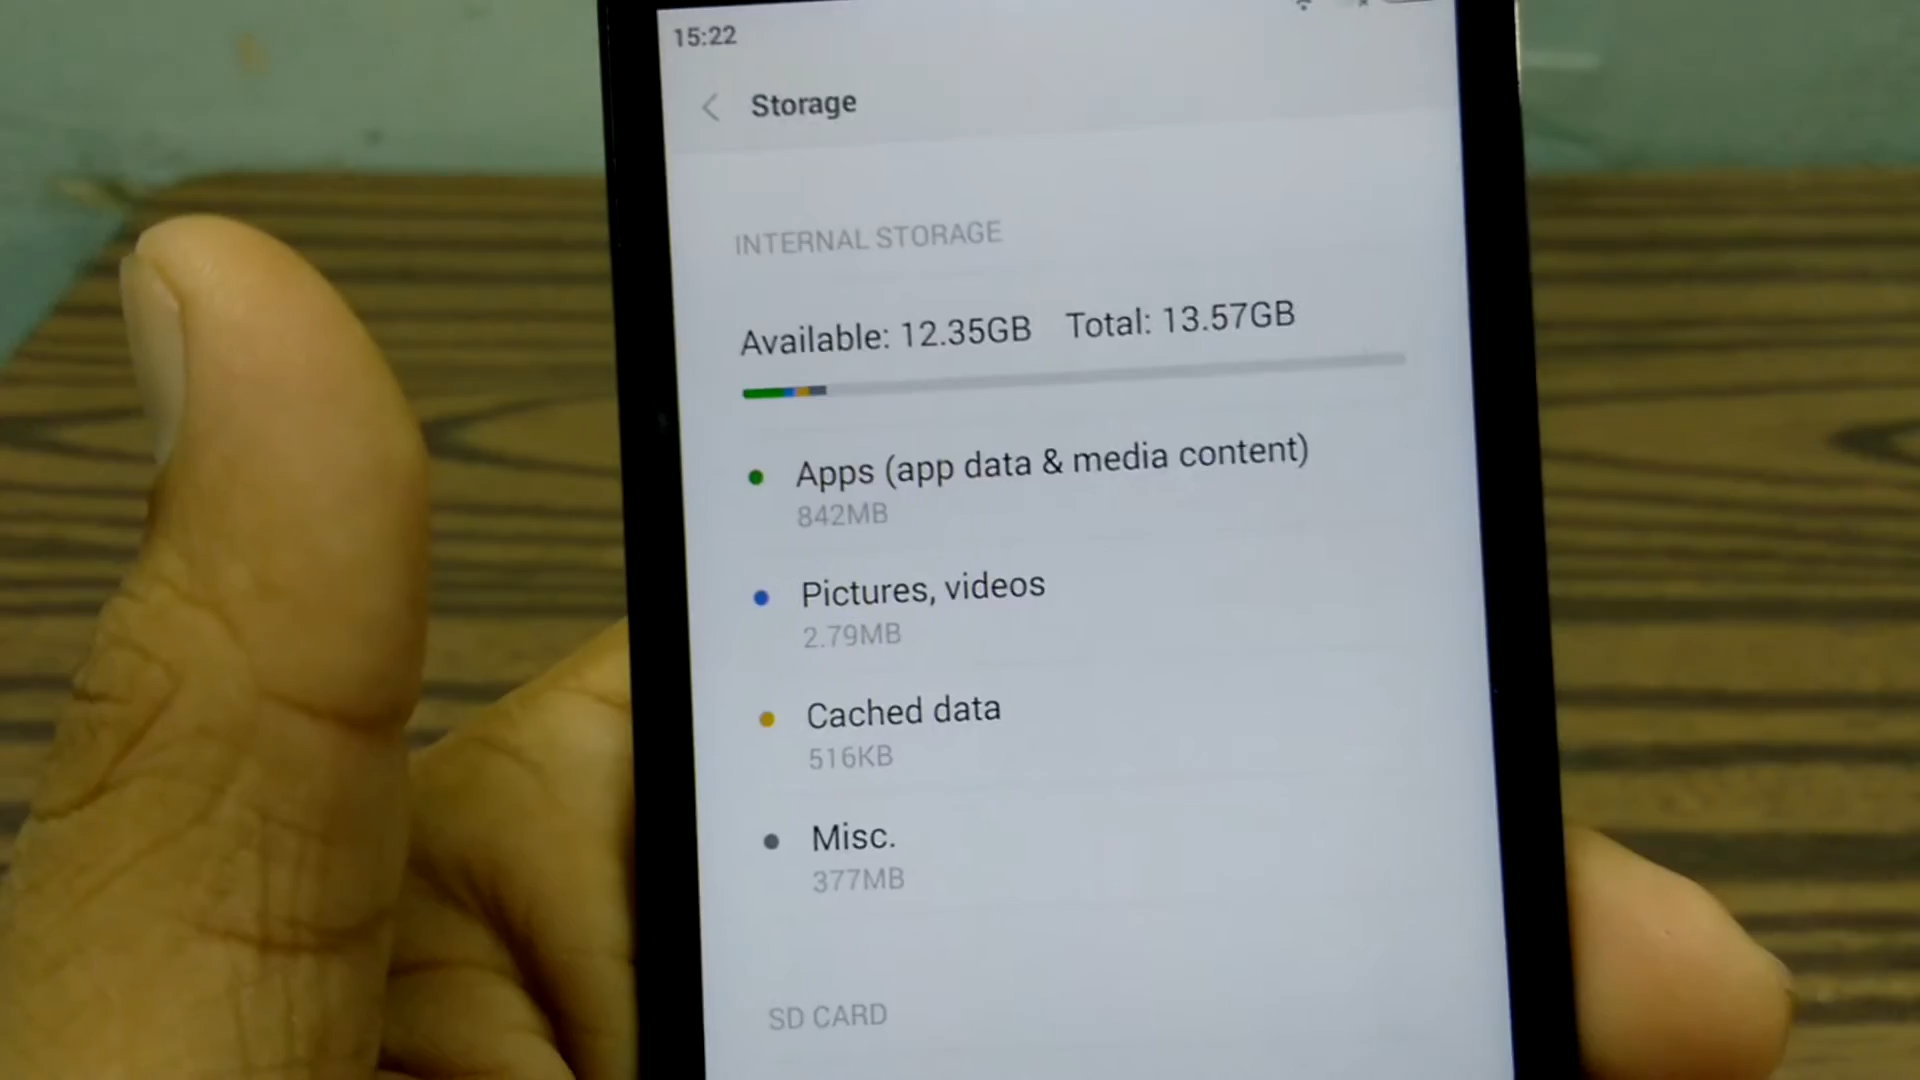 15:22
Storage
INTERNAL STORAGE
Available: 12.35GB Total: 13.57GB
Apps (app data & media content)
842MB
Pictures, videos
2.79MB
Cached data
516KB
Misc.
377MB
SD CARD